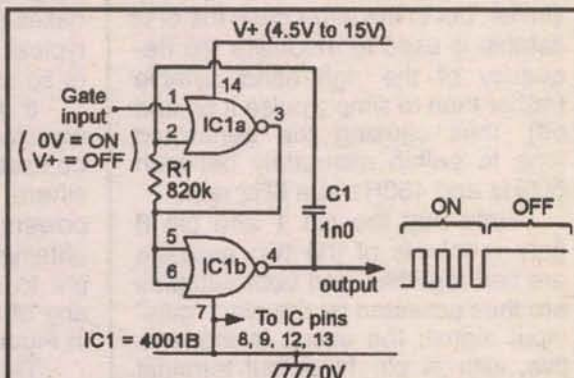 V+ (4.5V to 15V)
14
Gate
input
1
2
3
IC1a
( 0V = ON
V+ = OFF )
R1
820k
C1
1n0
ON
OFF
5
6
IC1b
4
output
7
To IC pins
8, 9, 12, 13
IC1 = 4001B
0V